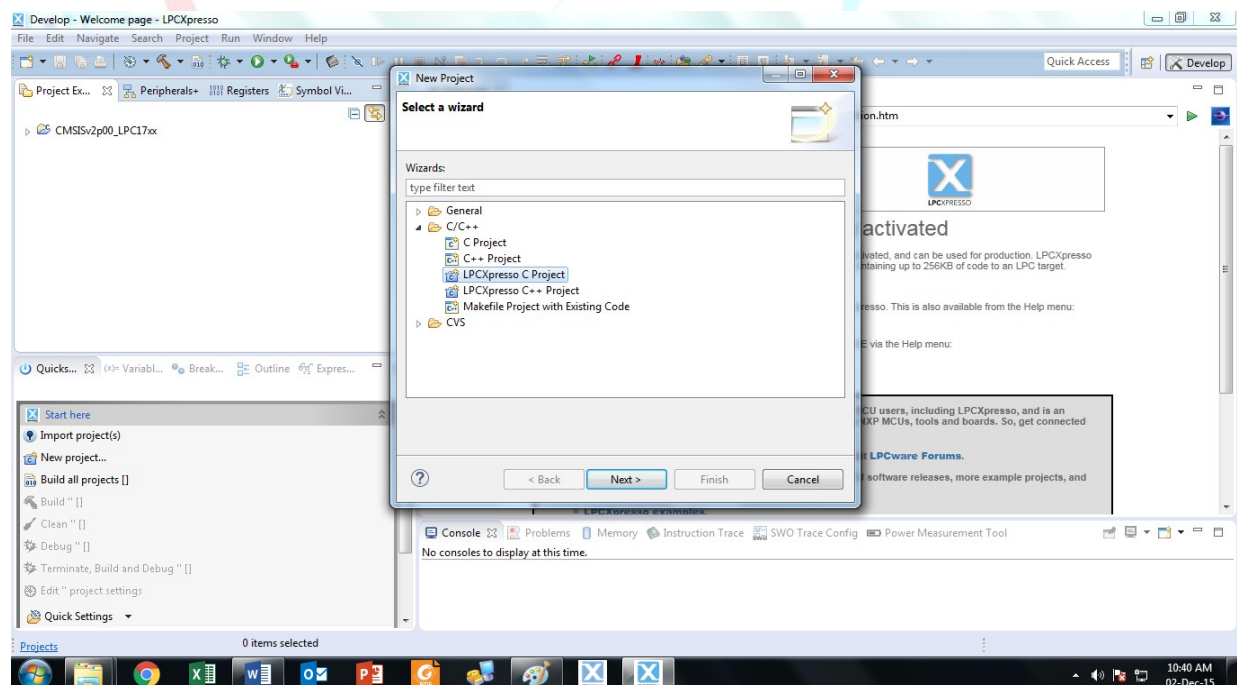 Develop - Welcome page - LPCXpresso
File Edit Navigate Search Project Run Window Help
Quick Access
Develop
Project Ex... Peripherals+ Registers Symbol Vi...
CMSISv2p00_LPC17xx
New Project
Select a wizard
Wizards:
type filter text
General
C/C++
C Project
C++ Project
LPCXpresso C Project
LPCXpresso C++ Project
Makefile Project with Existing Code
CVS
< Back Next > Finish Cancel
ion.htm
LPCXPRESSO
activated
vated, and can be used for production. LPCXpresso
ntaining up to 256KB of code to an LPC target.
resso. This is also available from the Help menu:
E via the Help menu:
CU users, including LPCXpresso, and is an
NXP MCUs, tools and boards. So, get connected
it LPCware Forums.
software releases, more example projects, and
LPCXpresso examples.
Quicks... (x)= Variabl... Break... Outline Expres...
Start here
Import project(s)
New project...
Build all projects []
Build '' []
Clean '' []
Debug '' []
Terminate, Build and Debug '' []
Edit '' project settings
Quick Settings
Console Problems Memory Instruction Trace SWO Trace Config Power Measurement Tool
No consoles to display at this time.
Projects
0 items selected
10:40 AM
02-Dec-15